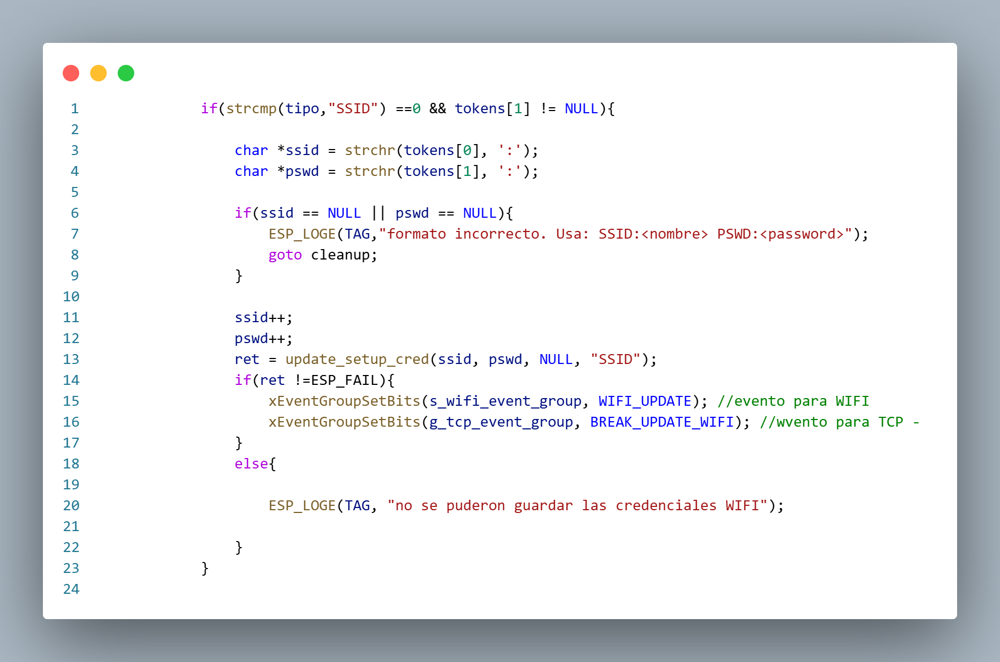 1 if(strcmp(tipo,"SSID") ==0 && tokens[1] != NULL){
2
3 char *ssid = strchr(tokens[0], ':');
4 char *pswd = strchr(tokens[1], ':');
5
6 if(ssid == NULL || pswd == NULL){
7 ESP_LOGE(TAG,"formato incorrecto. Usa: SSID:<nombre> PSWD:<password>");
8 goto cleanup;
9 }
10
11 ssid++;
12 pswd++;
13 ret = update_setup_cred(ssid, pswd, NULL, "SSID");
14 if(ret !=ESP_FAIL){
15 xEventGroupSetBits(s_wifi_event_group, WIFI_UPDATE); //evento para WIFI
16 xEventGroupSetBits(g_tcp_event_group, BREAK_UPDATE_WIFI); //wvento para TCP -
17 }
18 else{
19
20 ESP_LOGE(TAG, "no se puderon guardar las credenciales WIFI");
21
22 }
23 }
24